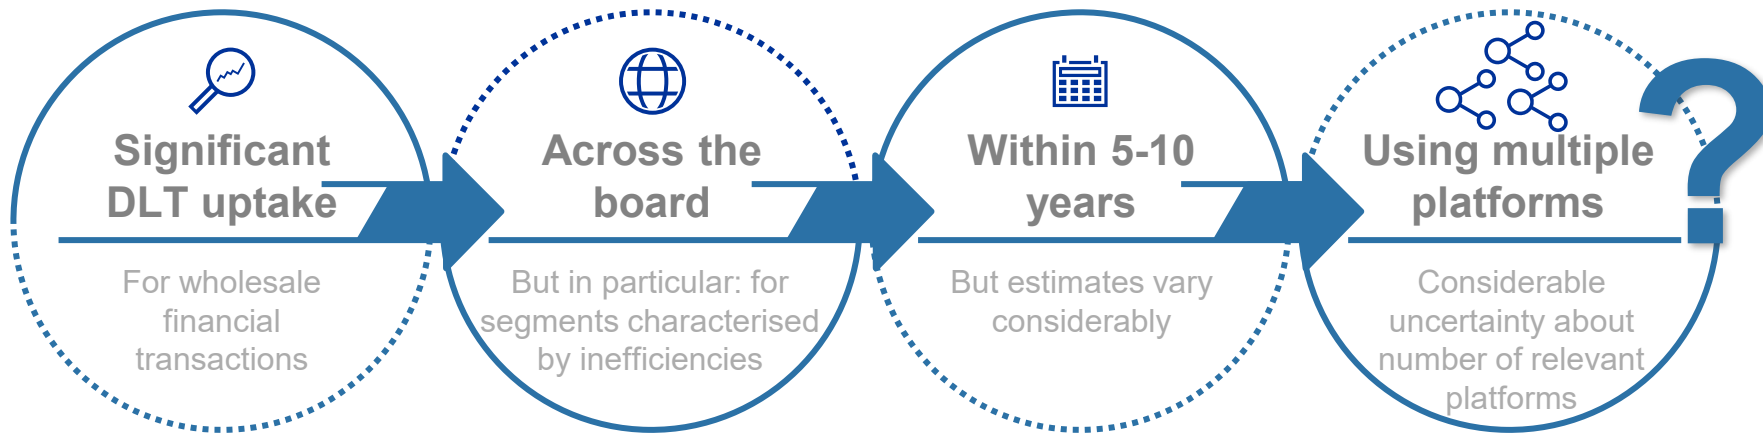 Significant
DLT uptake
For wholesale
financial
transactions
Across the
board
But in particular: for
segments characterised
by inefficiencies
Within 5-10
years
But estimates vary
considerably
Using multiple
platforms
Considerable
uncertainty about
number of relevant
platforms
?